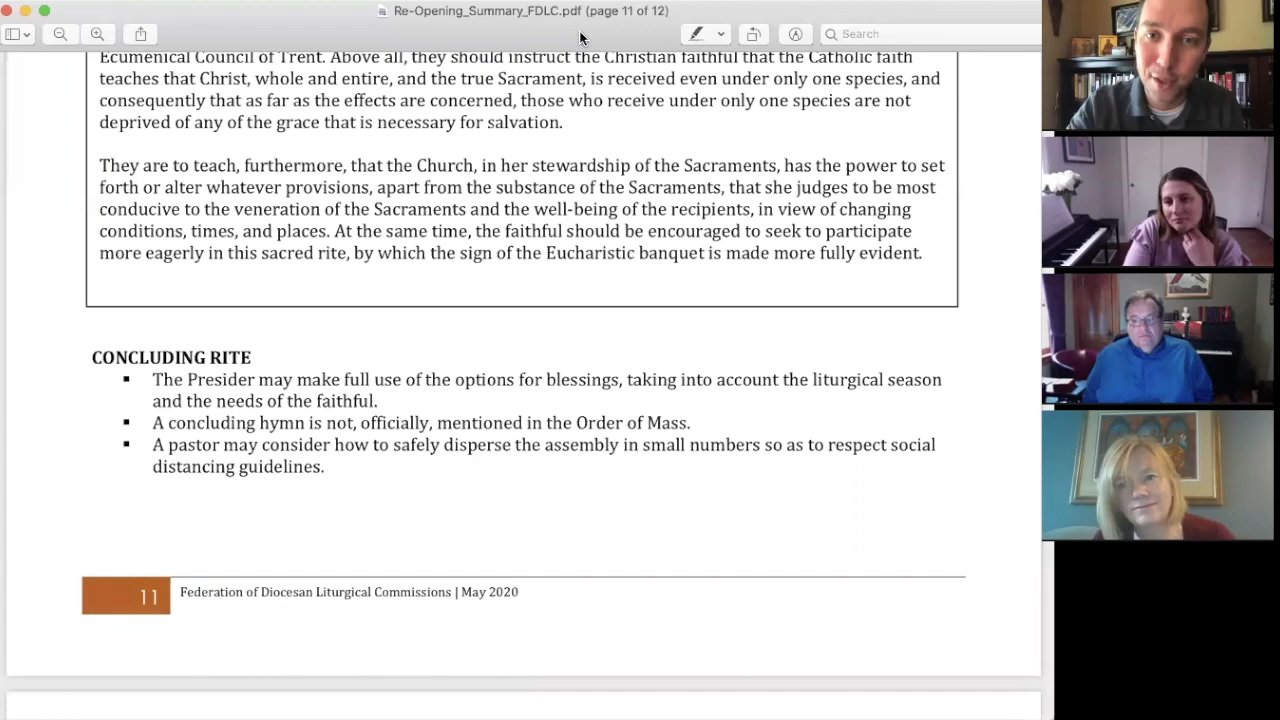 Re-Opening_Summary_FDLC.pdf (page 11 of 12)
Search
Ecumenical Council of Trent. Above all, they should instruct the Christian faithful that the Catholic faith
teaches that Christ, whole and entire, and the true Sacrament, is received even under only one species, and
consequently that as far as the effects are concerned, those who receive under only one species are not
deprived of any of the grace that is necessary for salvation.
They are to teach, furthermore, that the Church, in her stewardship of the Sacraments, has the power to set
forth or alter whatever provisions, apart from the substance of the Sacraments, that she judges to be most
conducive to the veneration of the Sacraments and the well-being of the recipients, in view of changing
conditions, times, and places. At the same time, the faithful should be encouraged to seek to participate
more eagerly in this sacred rite, by which the sign of the Eucharistic banquet is made more fully evident.
CONCLUDING RITE
▪ The Presider may make full use of the options for blessings, taking into account the liturgical season
and the needs of the faithful.
▪ A concluding hymn is not, officially, mentioned in the Order of Mass.
▪ A pastor may consider how to safely disperse the assembly in small numbers so as to respect social
distancing guidelines.
11 Federation of Diocesan Liturgical Commissions | May 2020